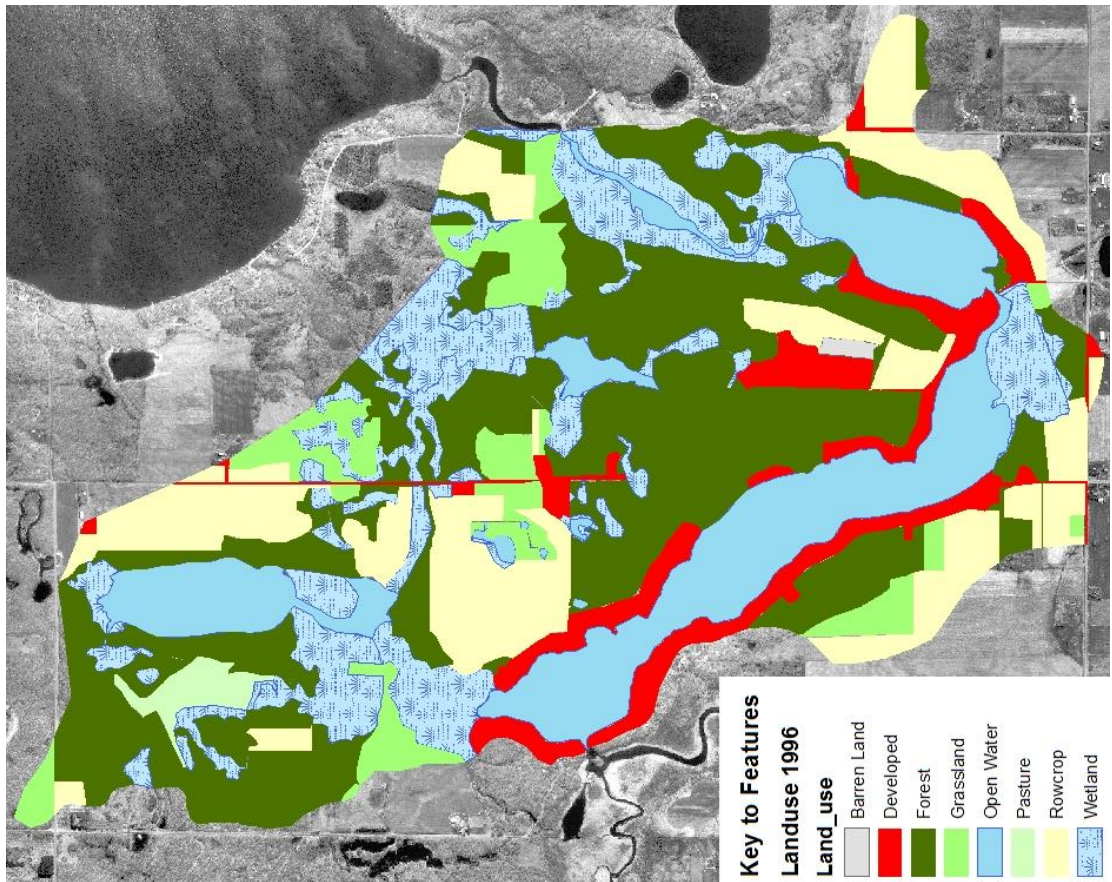 Key to Features
Landuse 1996
Land_use
Barren Land
Developed
Forest
Grassland
Open Water
Pasture
Rowcrop
Wetland